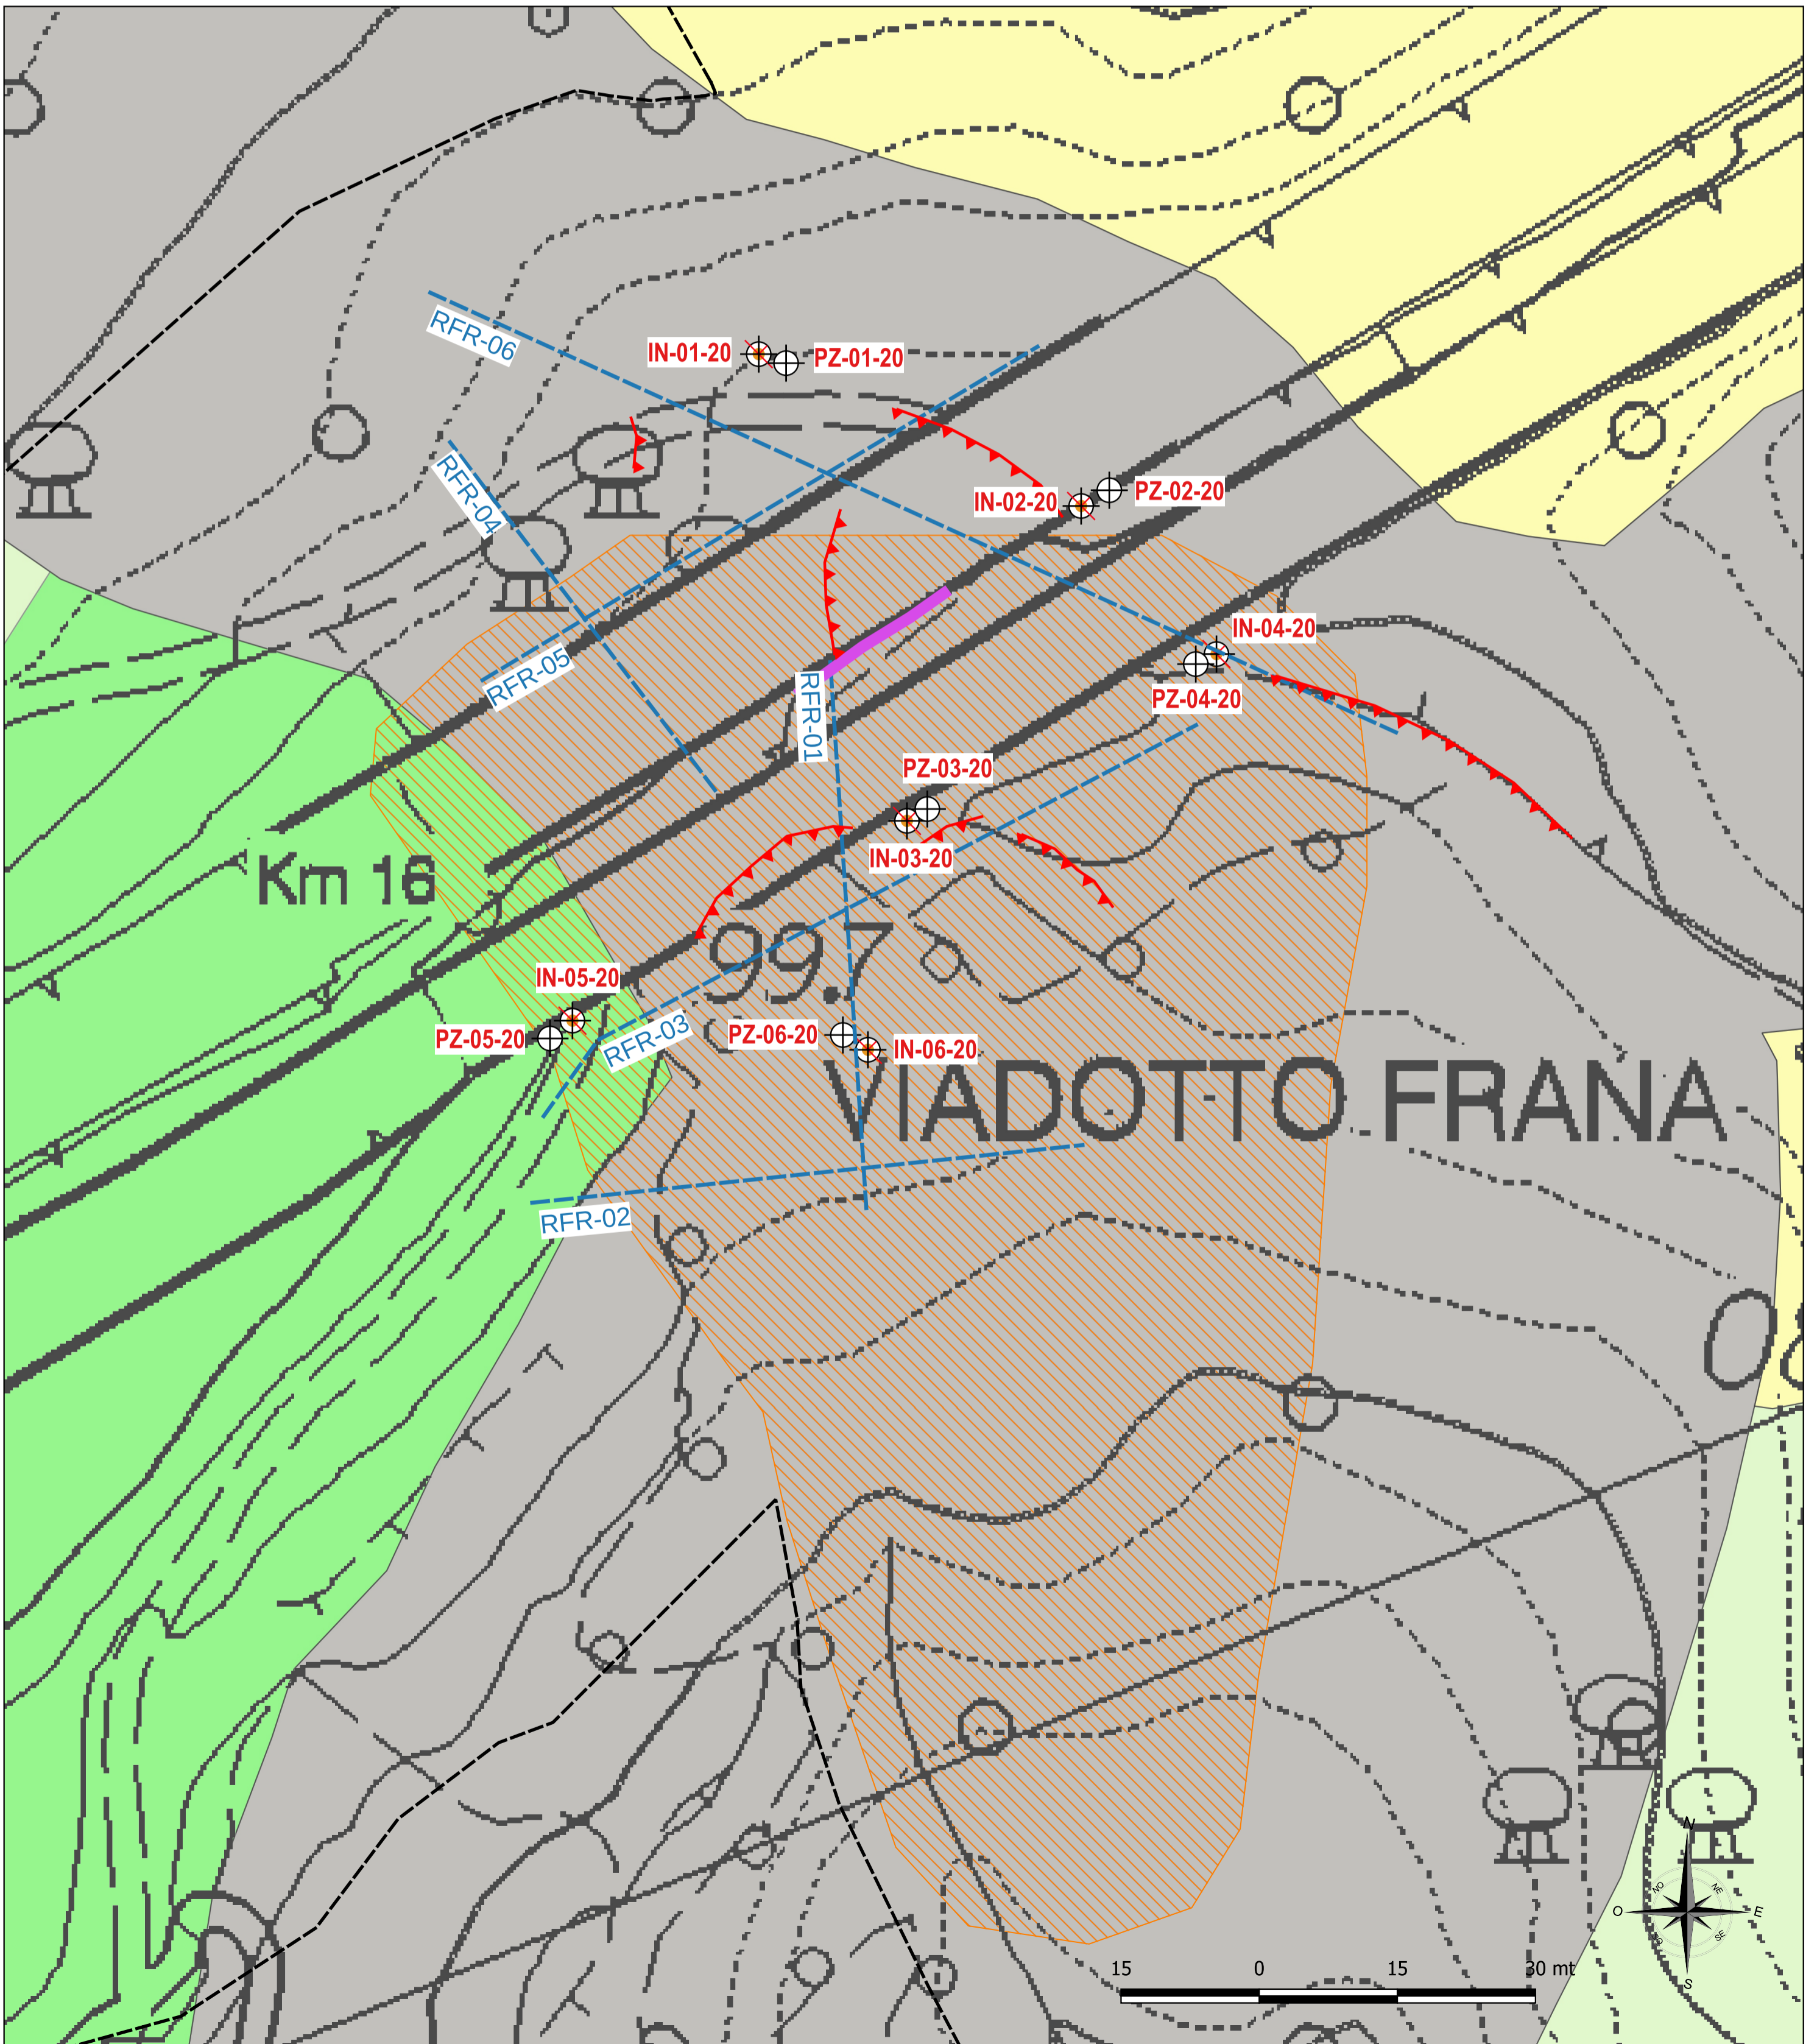 RFR-06
IN-01-20
PZ-01-20
RFR-04
IN-02-20
PZ-02-20
IN-04-20
RFR-05
RFR-01
PZ-04-20
PZ-03-20
IN-03-20
Km 16
99.7
IN-05-20
PZ-05-20
RFR-03
PZ-06-20
IN-06-20
VIADOTTO FRANA
RFR-02
N
NO
NE
O
E
SO
SE
S
15 0 15 30 mt